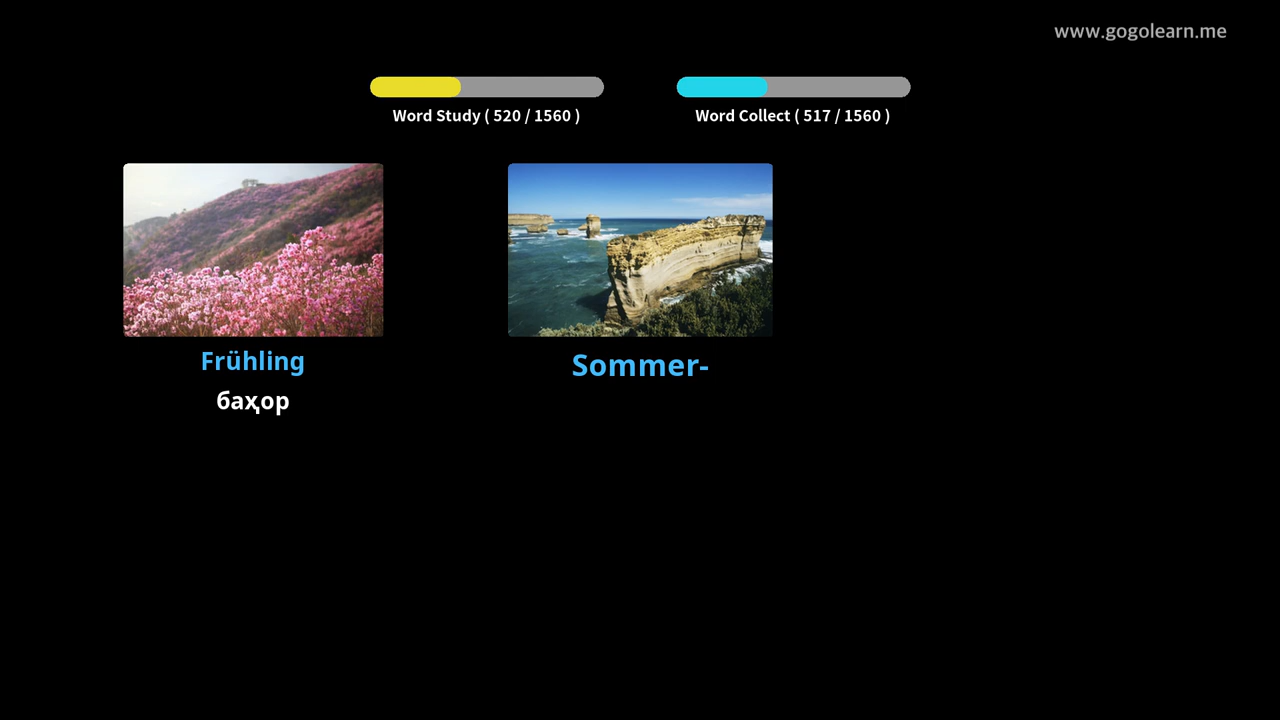 www.gogolearn.me
Word Study ( 520 / 1560 )
Word Collect ( 517 / 1560 )
Frühling
Sommer-
баҳор